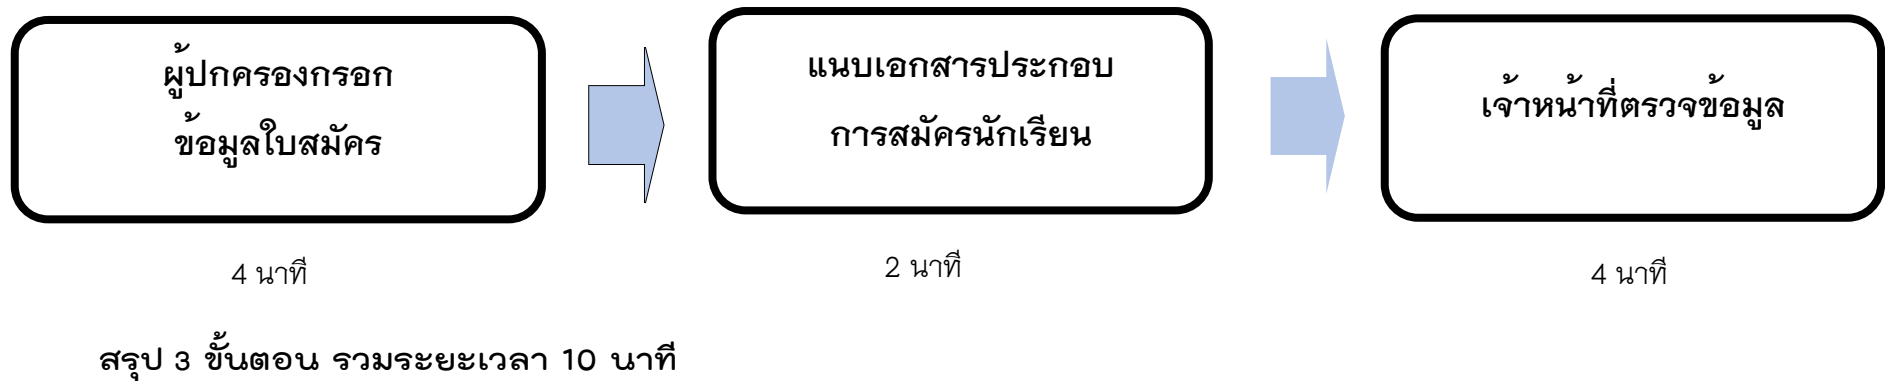 ผู้ปกครองกรอก
ข้อมูลใบสมัคร
แนบเอกสารประกอบ
การสมัครนักเรียน
เจ้าหน้าที่ตรวจข้อมูล
4 นาที
2 นาที
4 นาที
สรุป 3 ขั้นตอน รวมระยะเวลา 10 นาที